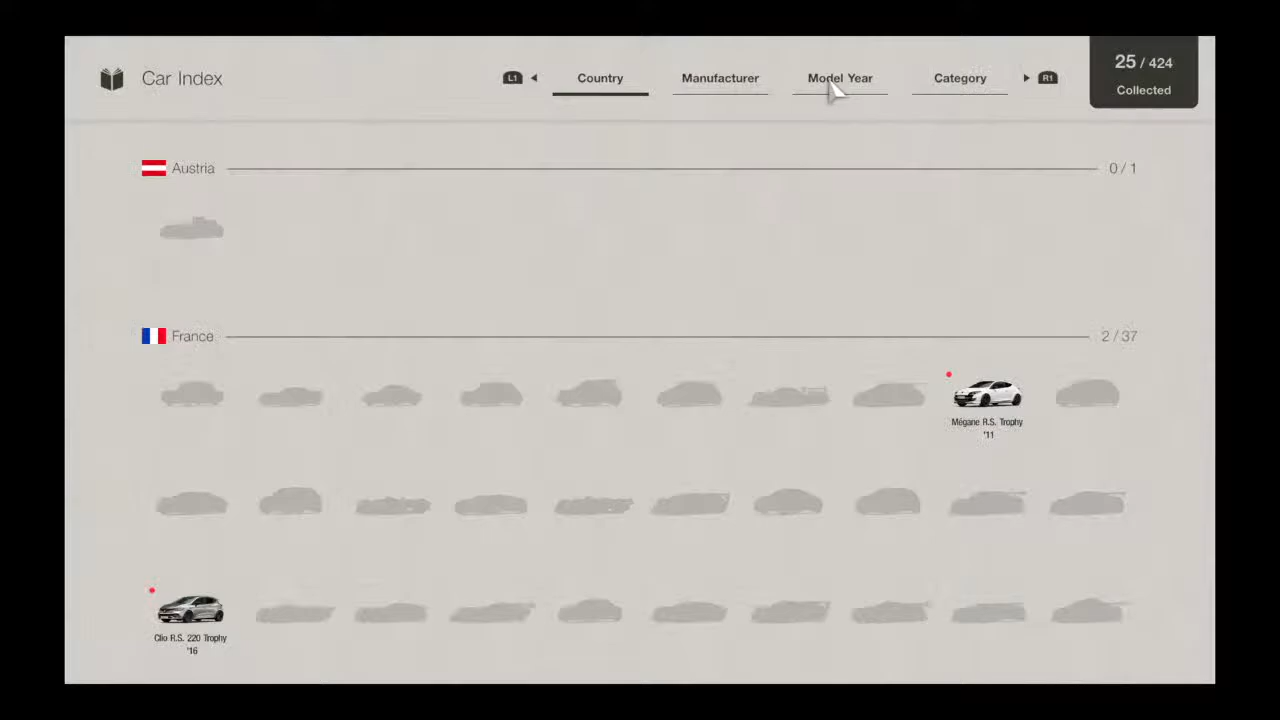 Car Index
L1
Country
Manufacturer
Model Year
Category
R1
25 / 424
Collected
Austria
0 / 1
France
2 / 37
Mégane R.S. Trophy
'11
Clio R.S. 220 Trophy
'16